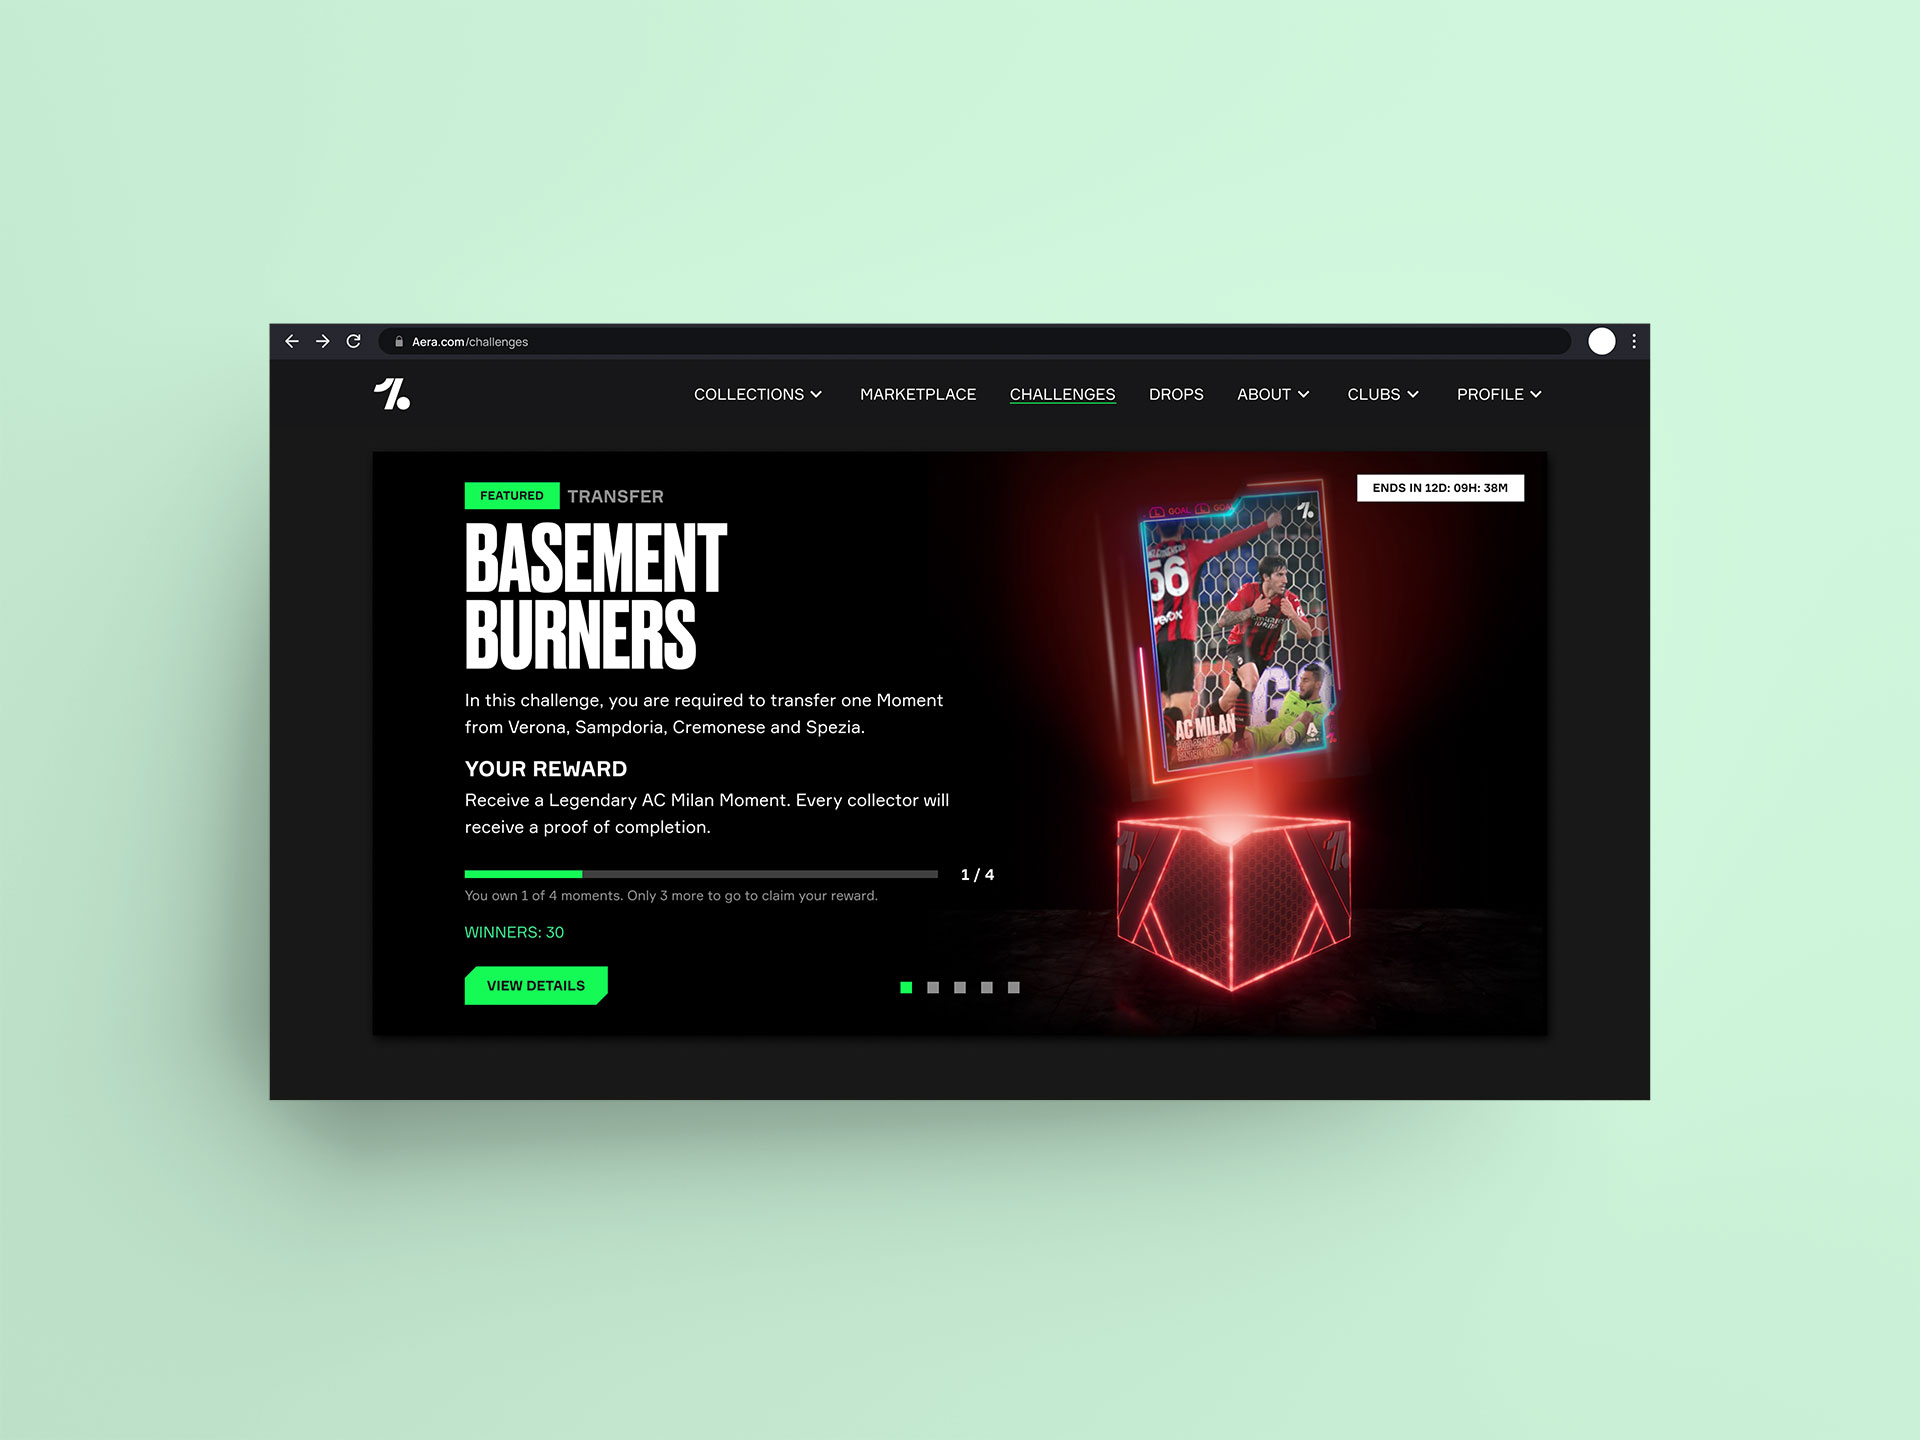 Aera.com/challenges
COLLECTIONS MARKETPLACE CHALLENGES DROPS ABOUT CLUBS PROFILE
FEATURED TRANSFER
ENDS IN 12D: 09H: 38M
BASEMENT
BURNERS
In this challenge, you are required to transfer one Moment
from Verona, Sampdoria, Cremonese and Spezia.
YOUR REWARD
Receive a Legendary AC Milan Moment. Every collector will
receive a proof of completion.
1 / 4
You own 1 of 4 moments. Only 3 more to go to claim your reward.
WINNERS: 30
VIEW DETAILS
GOAL GOAL
56
AC MILAN